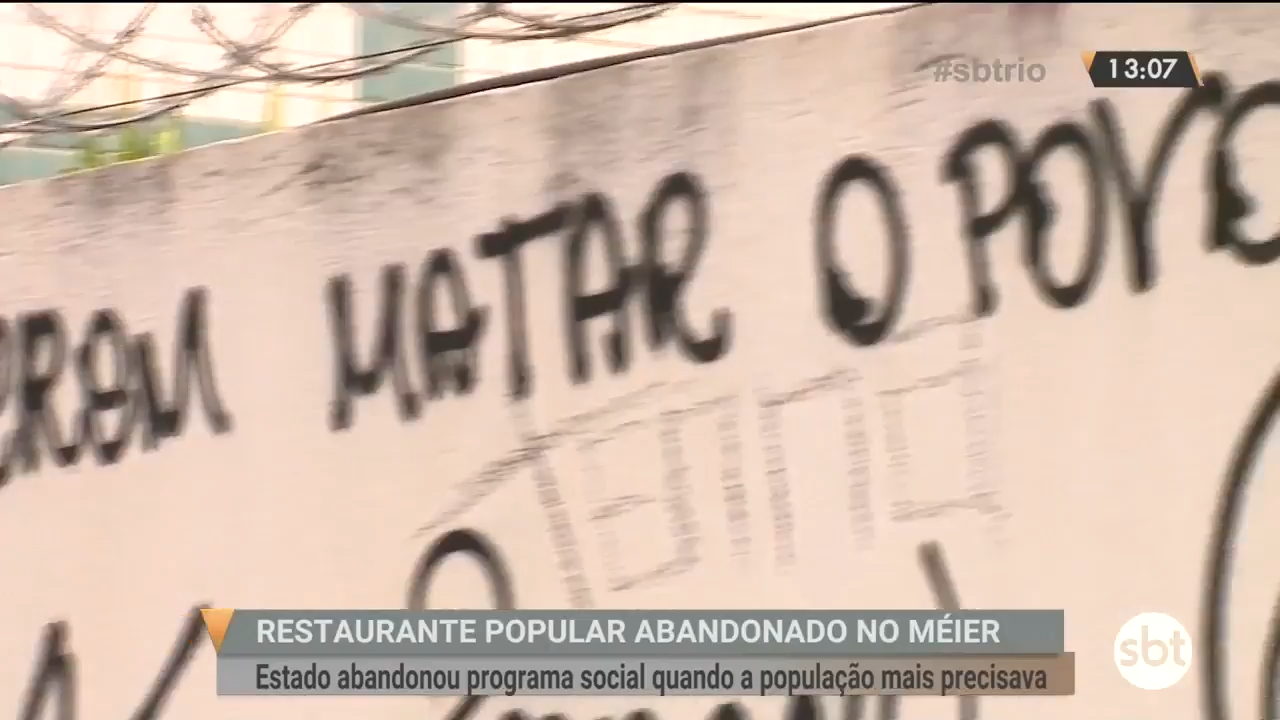 #sbtrio
13:07
MATAR O POVO
RESTAURANTE POPULAR ABANDONADO NO MÉIER
Estado abandonou programa social quando a população mais precisava
sbt